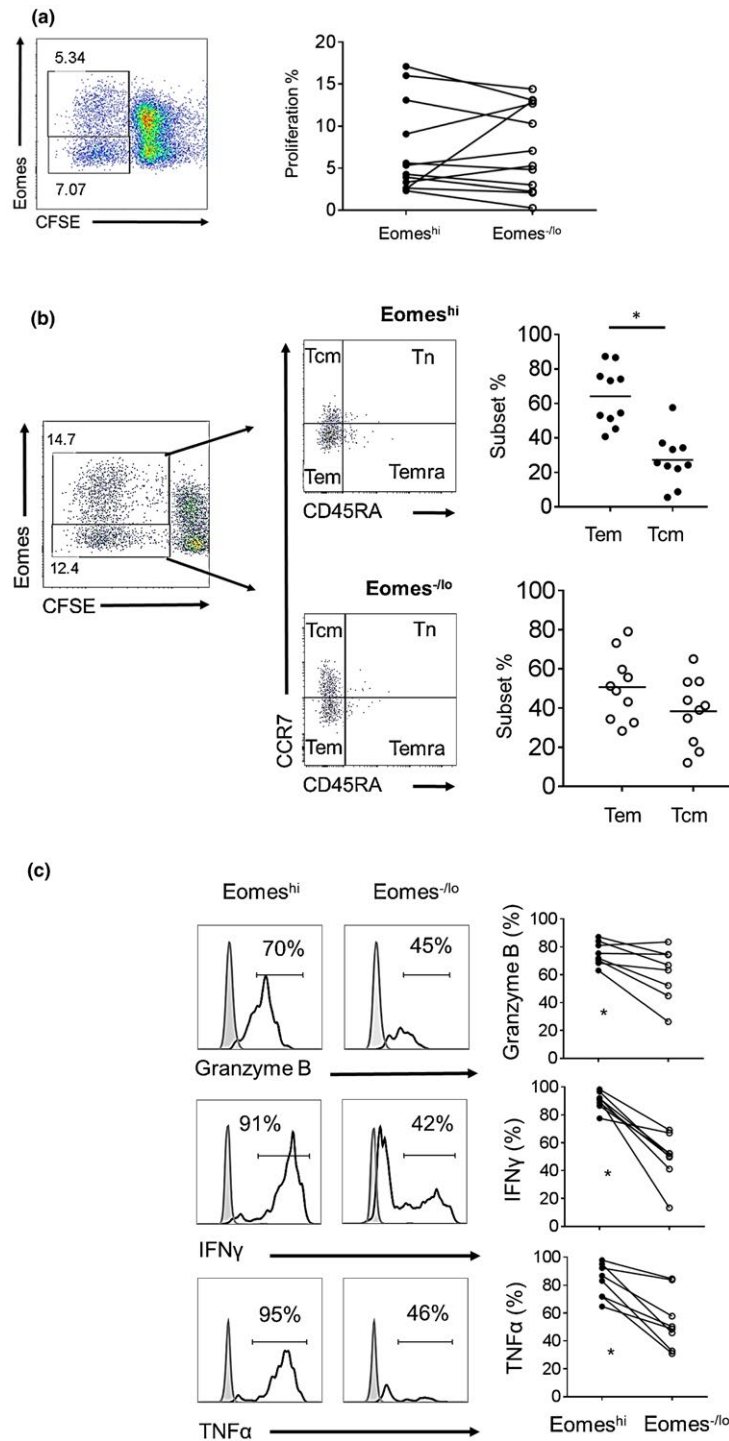 (a)
5.34
7.07
Eomes
CFSE
20
15
10
5
0
Proliferation %
Eomes^hi
Eomes^-/lo
(b)
14.7
12.4
Eomes
CFSE
Eomes^hi
Tcm
Tn
Tem
Temra
CD45RA
Eomes^-/lo
Tcm
Tn
Tem
Temra
CCR7
CD45RA
*
100
80
60
40
20
0
Subset %
Tem
Tcm
100
80
60
40
20
0
Subset %
Tem
Tcm
(c)
Eomes^hi
Eomes^-/lo
70%
45%
Granzyme B
100
80
60
40
20
0
Granzyme B (%)
*
91%
42%
IFNγ
100
80
60
40
20
0
IFNγ (%)
*
95%
46%
TNFα
100
80
60
40
20
0
TNFα (%)
*
Eomes^hi
Eomes^-/lo